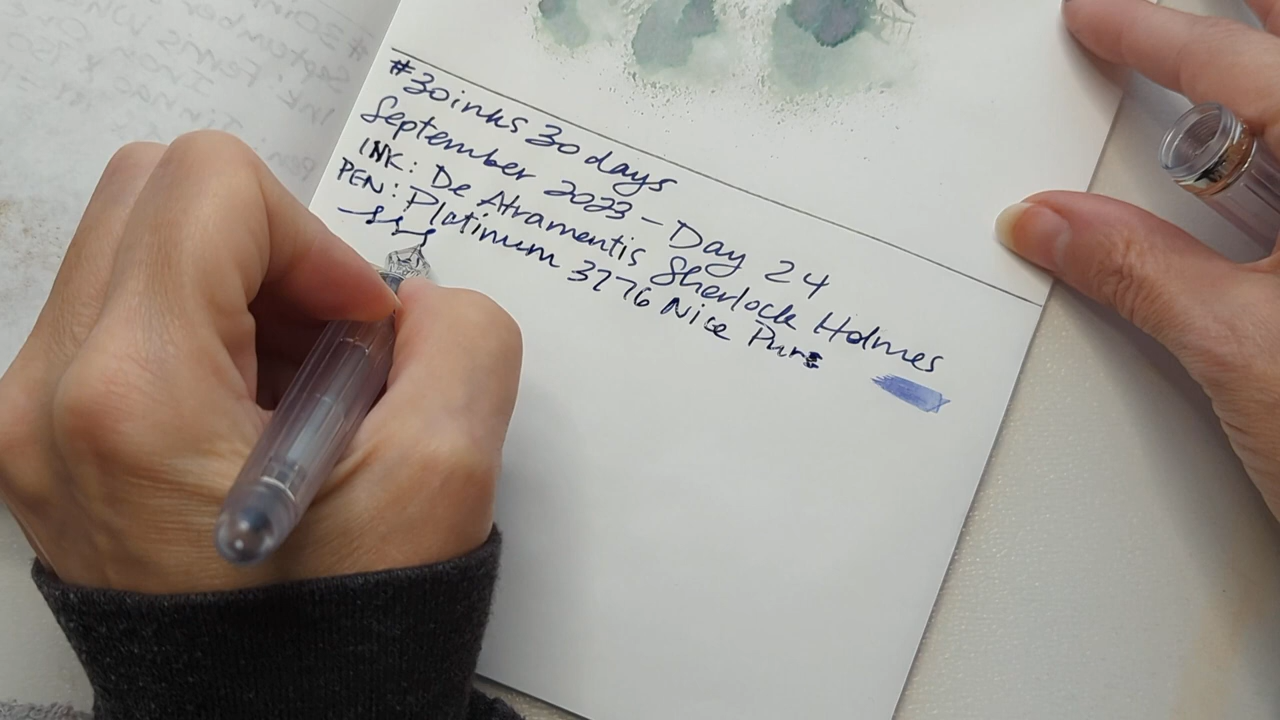 #30inks30days
September 2023 - Day 24
INK: De Atramentis Sherlock Holmes
PEN: Platinum 3776 Nice Pur